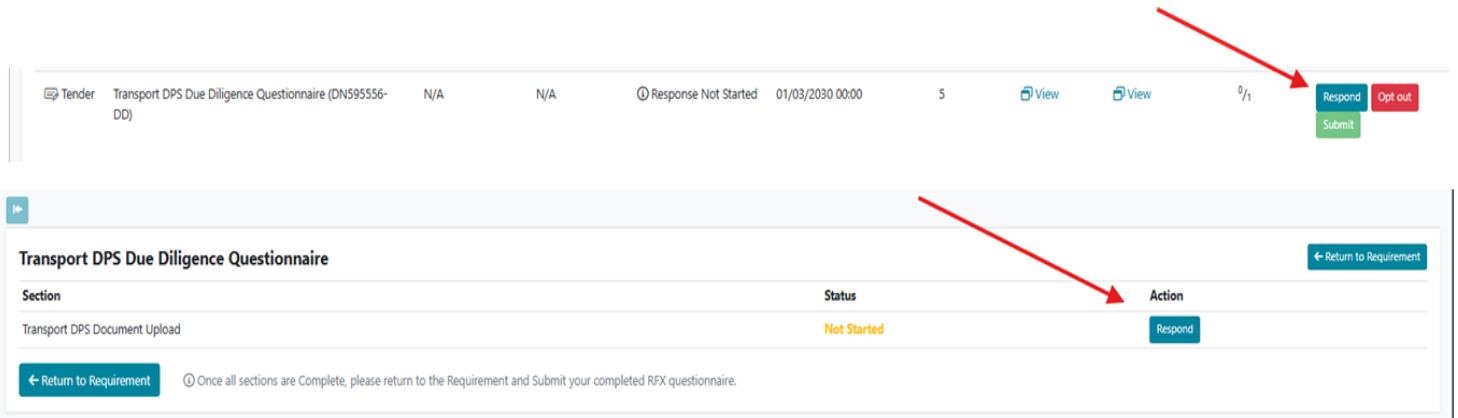 Tender Transport DPS Due Diligence Questionnaire (DN595556- N/A N/A Response Not Started 01/03/2030 00:00 5 View View 0/1 Respond Opt out
DD)
Submit
Transport DPS Due Diligence Questionnaire
← Return to Requirement
Section Status Action
Transport DPS Document Upload Not Started Respond
← Return to Requirement Once all sections are Complete, please return to the Requirement and Submit your completed RFX questionnaire.